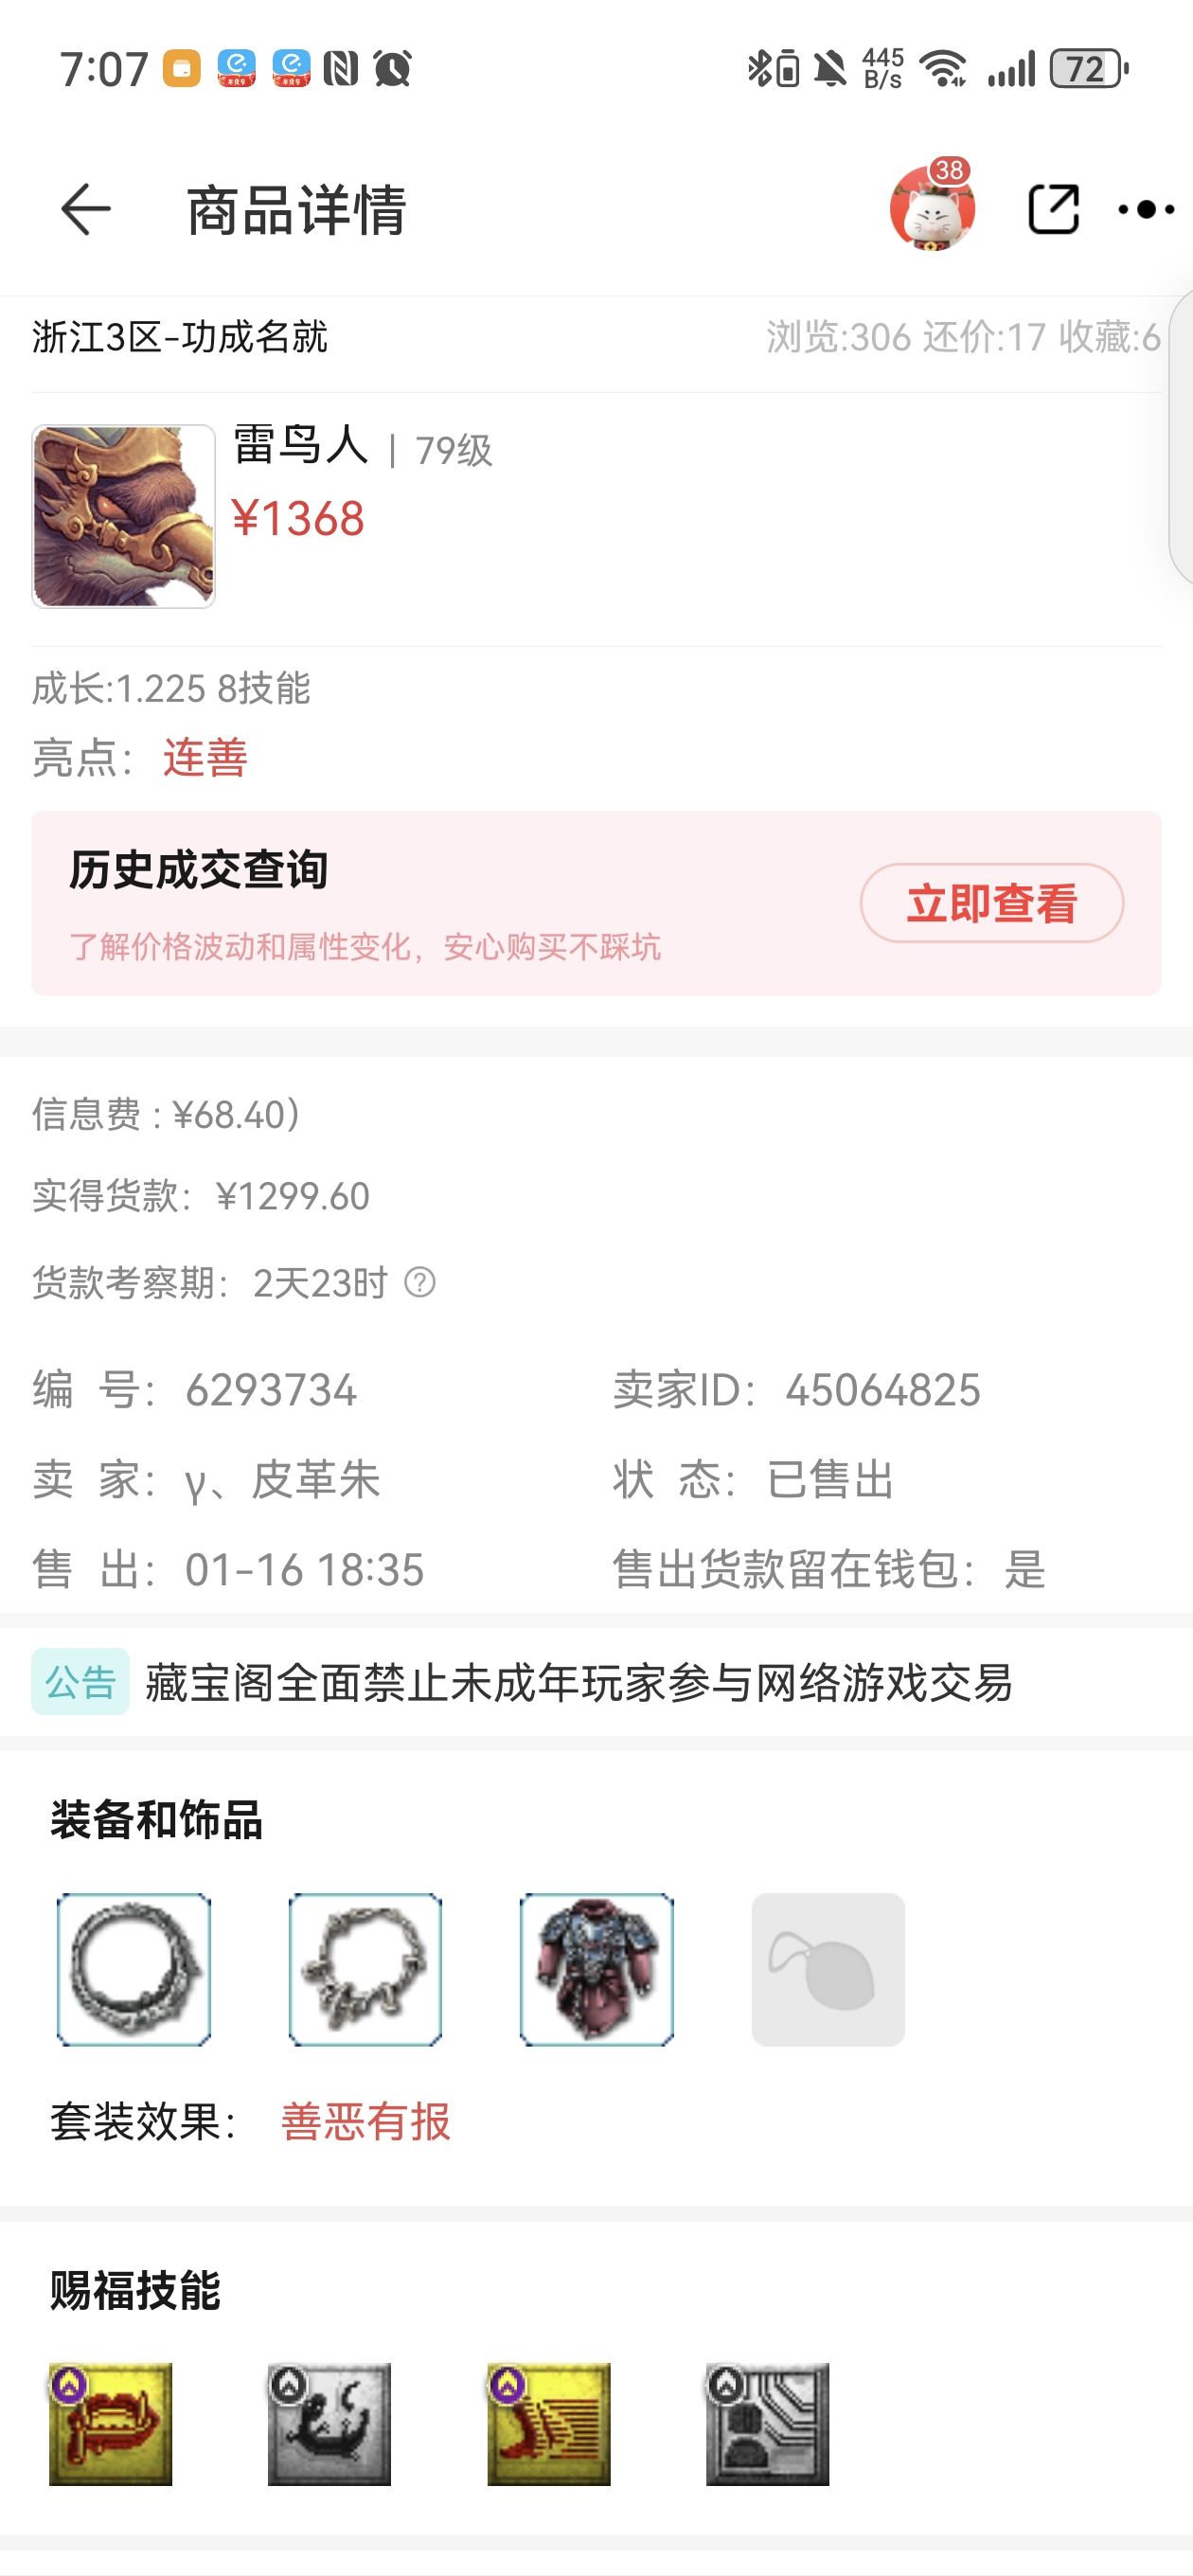 7:07
445 B/s
72
商品详情
38
浙江3区-功成名就
浏览:306 还价:17 收藏:6
雷鸟人 | 79级
¥1368
成长:1.225 8技能
亮点: 连善
历史成交查询
立即查看
了解价格波动和属性变化，安心购买不踩坑
信息费 : ¥68.40)
实得货款：¥1299.60
货款考察期：2天23时 ?
编 号：6293734
卖家ID：45064825
卖 家：γ、皮革朱
状 态：已售出
售 出：01-16 18:35
售出货款留在钱包：是
公告 藏宝阁全面禁止未成年玩家参与网络游戏交易
装备和饰品
套装效果： 善恶有报
赐福技能